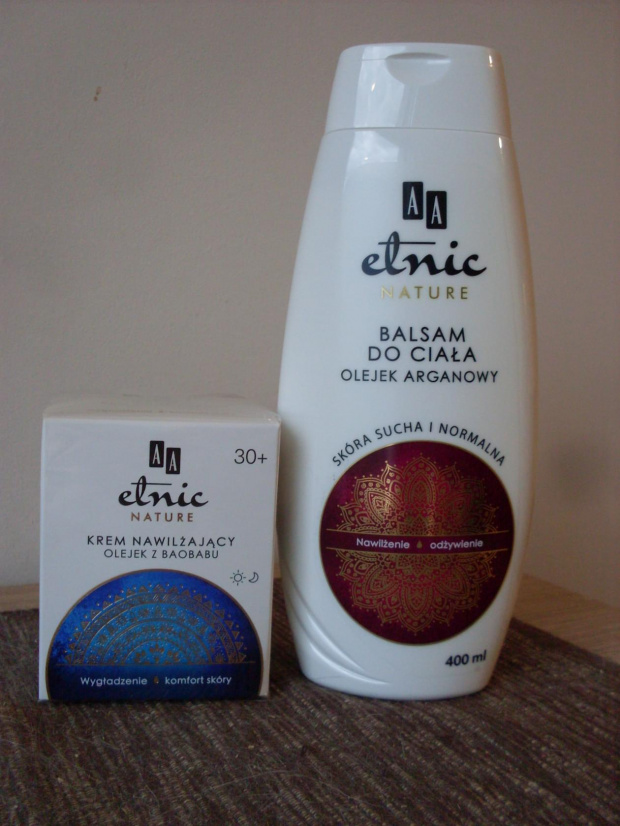 AA
etnic
NATURE
BALSAM
DO CIAŁA
OLEJEK ARGANOWY
SKÓRA SUCHA I NORMALNA
Nawilżenie odżywienie
400 ml
AA
30+
etnic
NATURE
KREM NAWILŻAJĄCY
OLEJEK Z BAOBABU
Wygładzenie komfort skóry